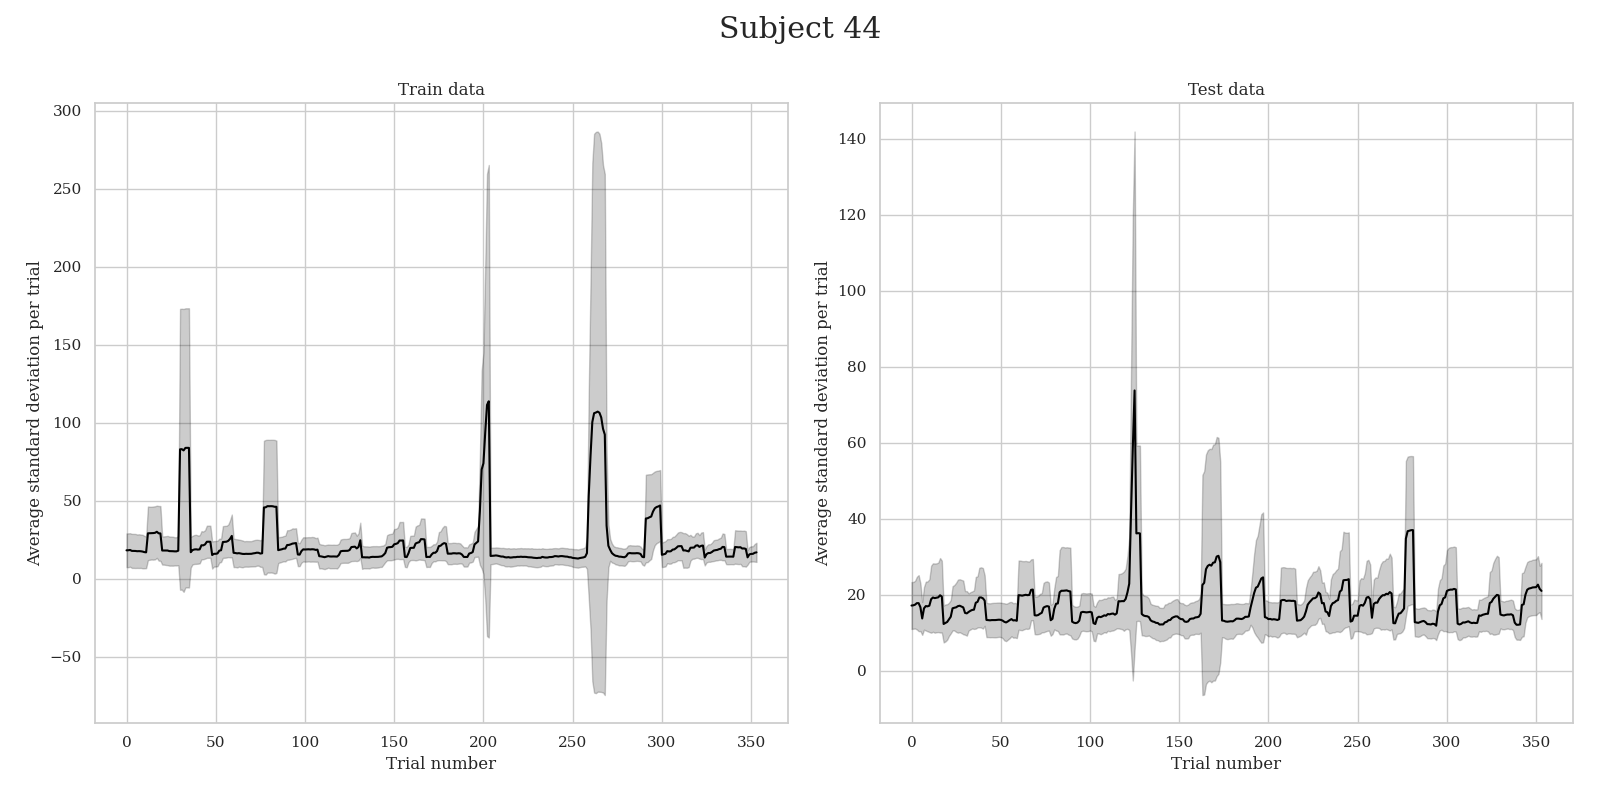 Subject 44
Train data
Average standard deviation per trial
300
250
200
150
100
50
0
−50
0 50 100 150 200 250 300 350
Trial number
Test data
Average standard deviation per trial
140
120
100
80
60
40
20
0
0 50 100 150 200 250 300 350
Trial number